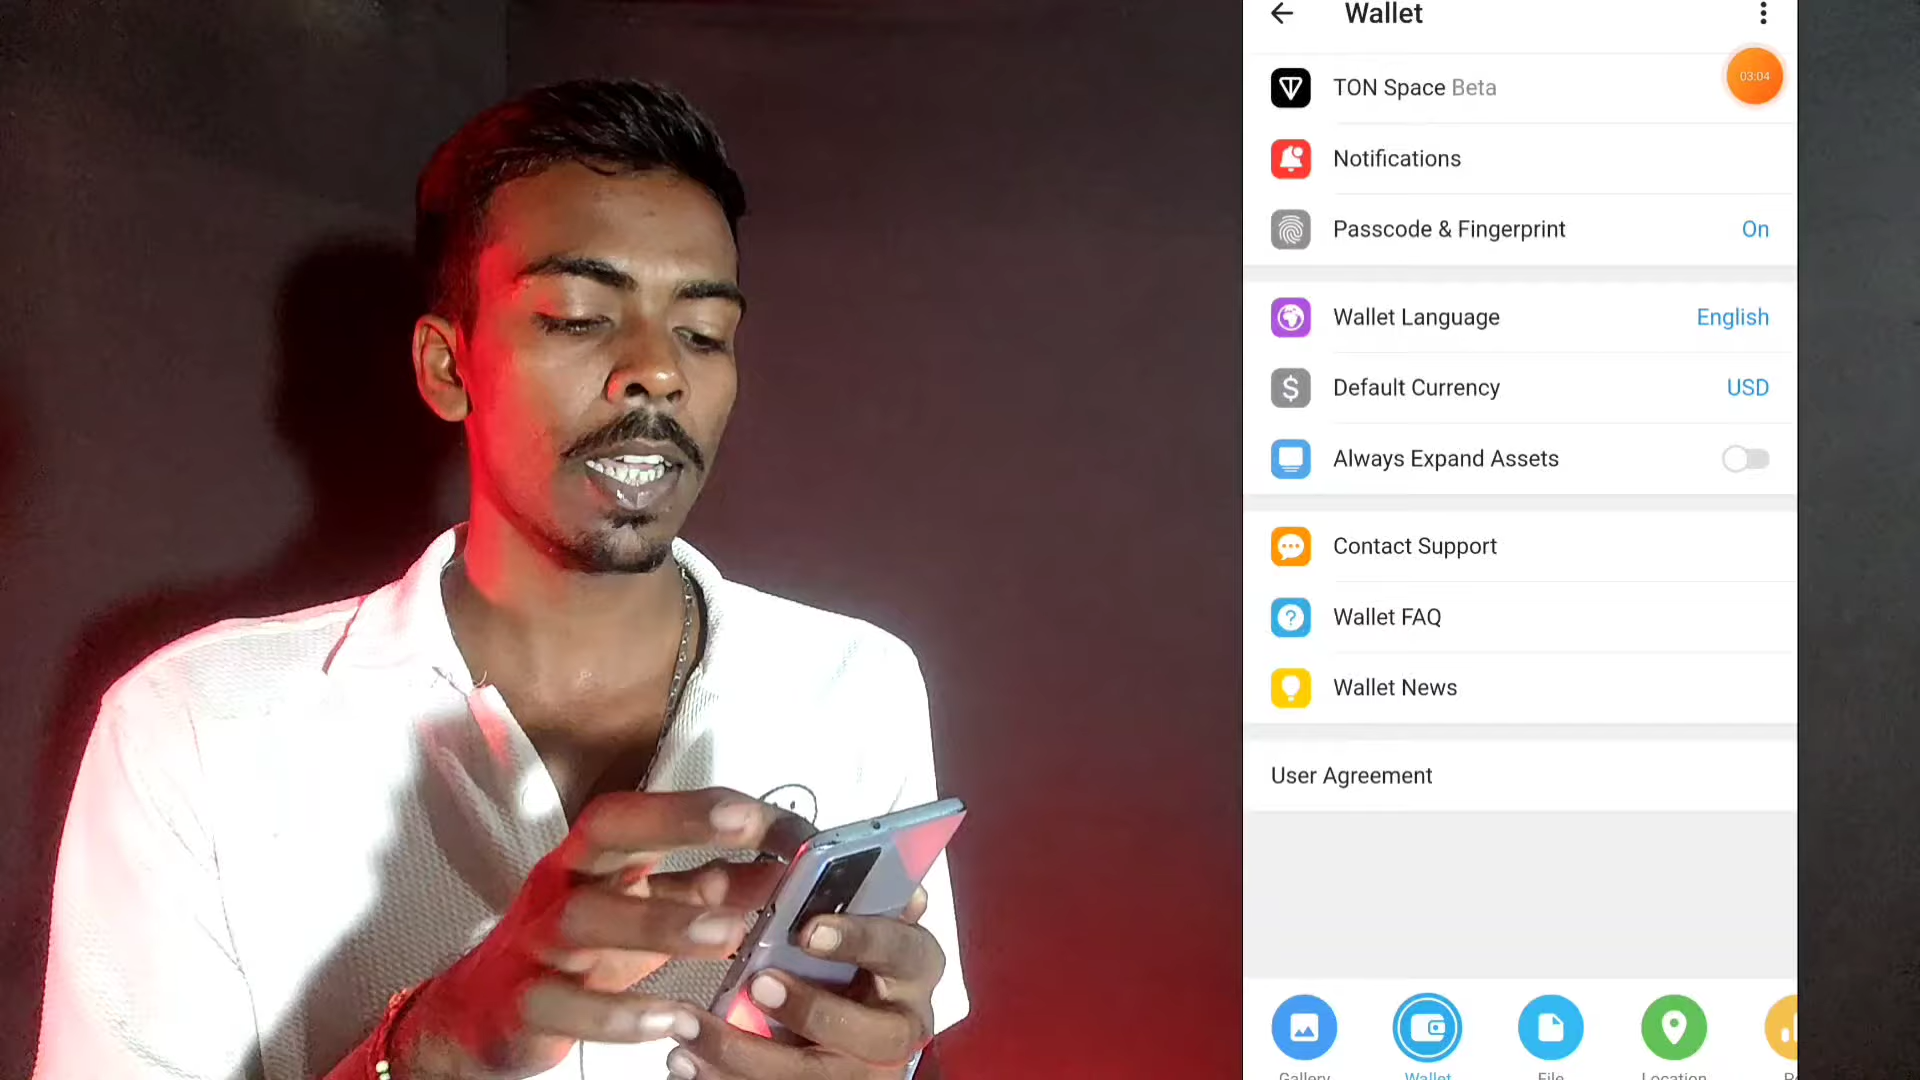 Wallet
03:04
TON Space Beta
Notifications
Passcode & Fingerprint On
Wallet Language English
Default Currency USD
Always Expand Assets
Contact Support
Wallet FAQ
Wallet News
User Agreement
Gallery Wallet File Location